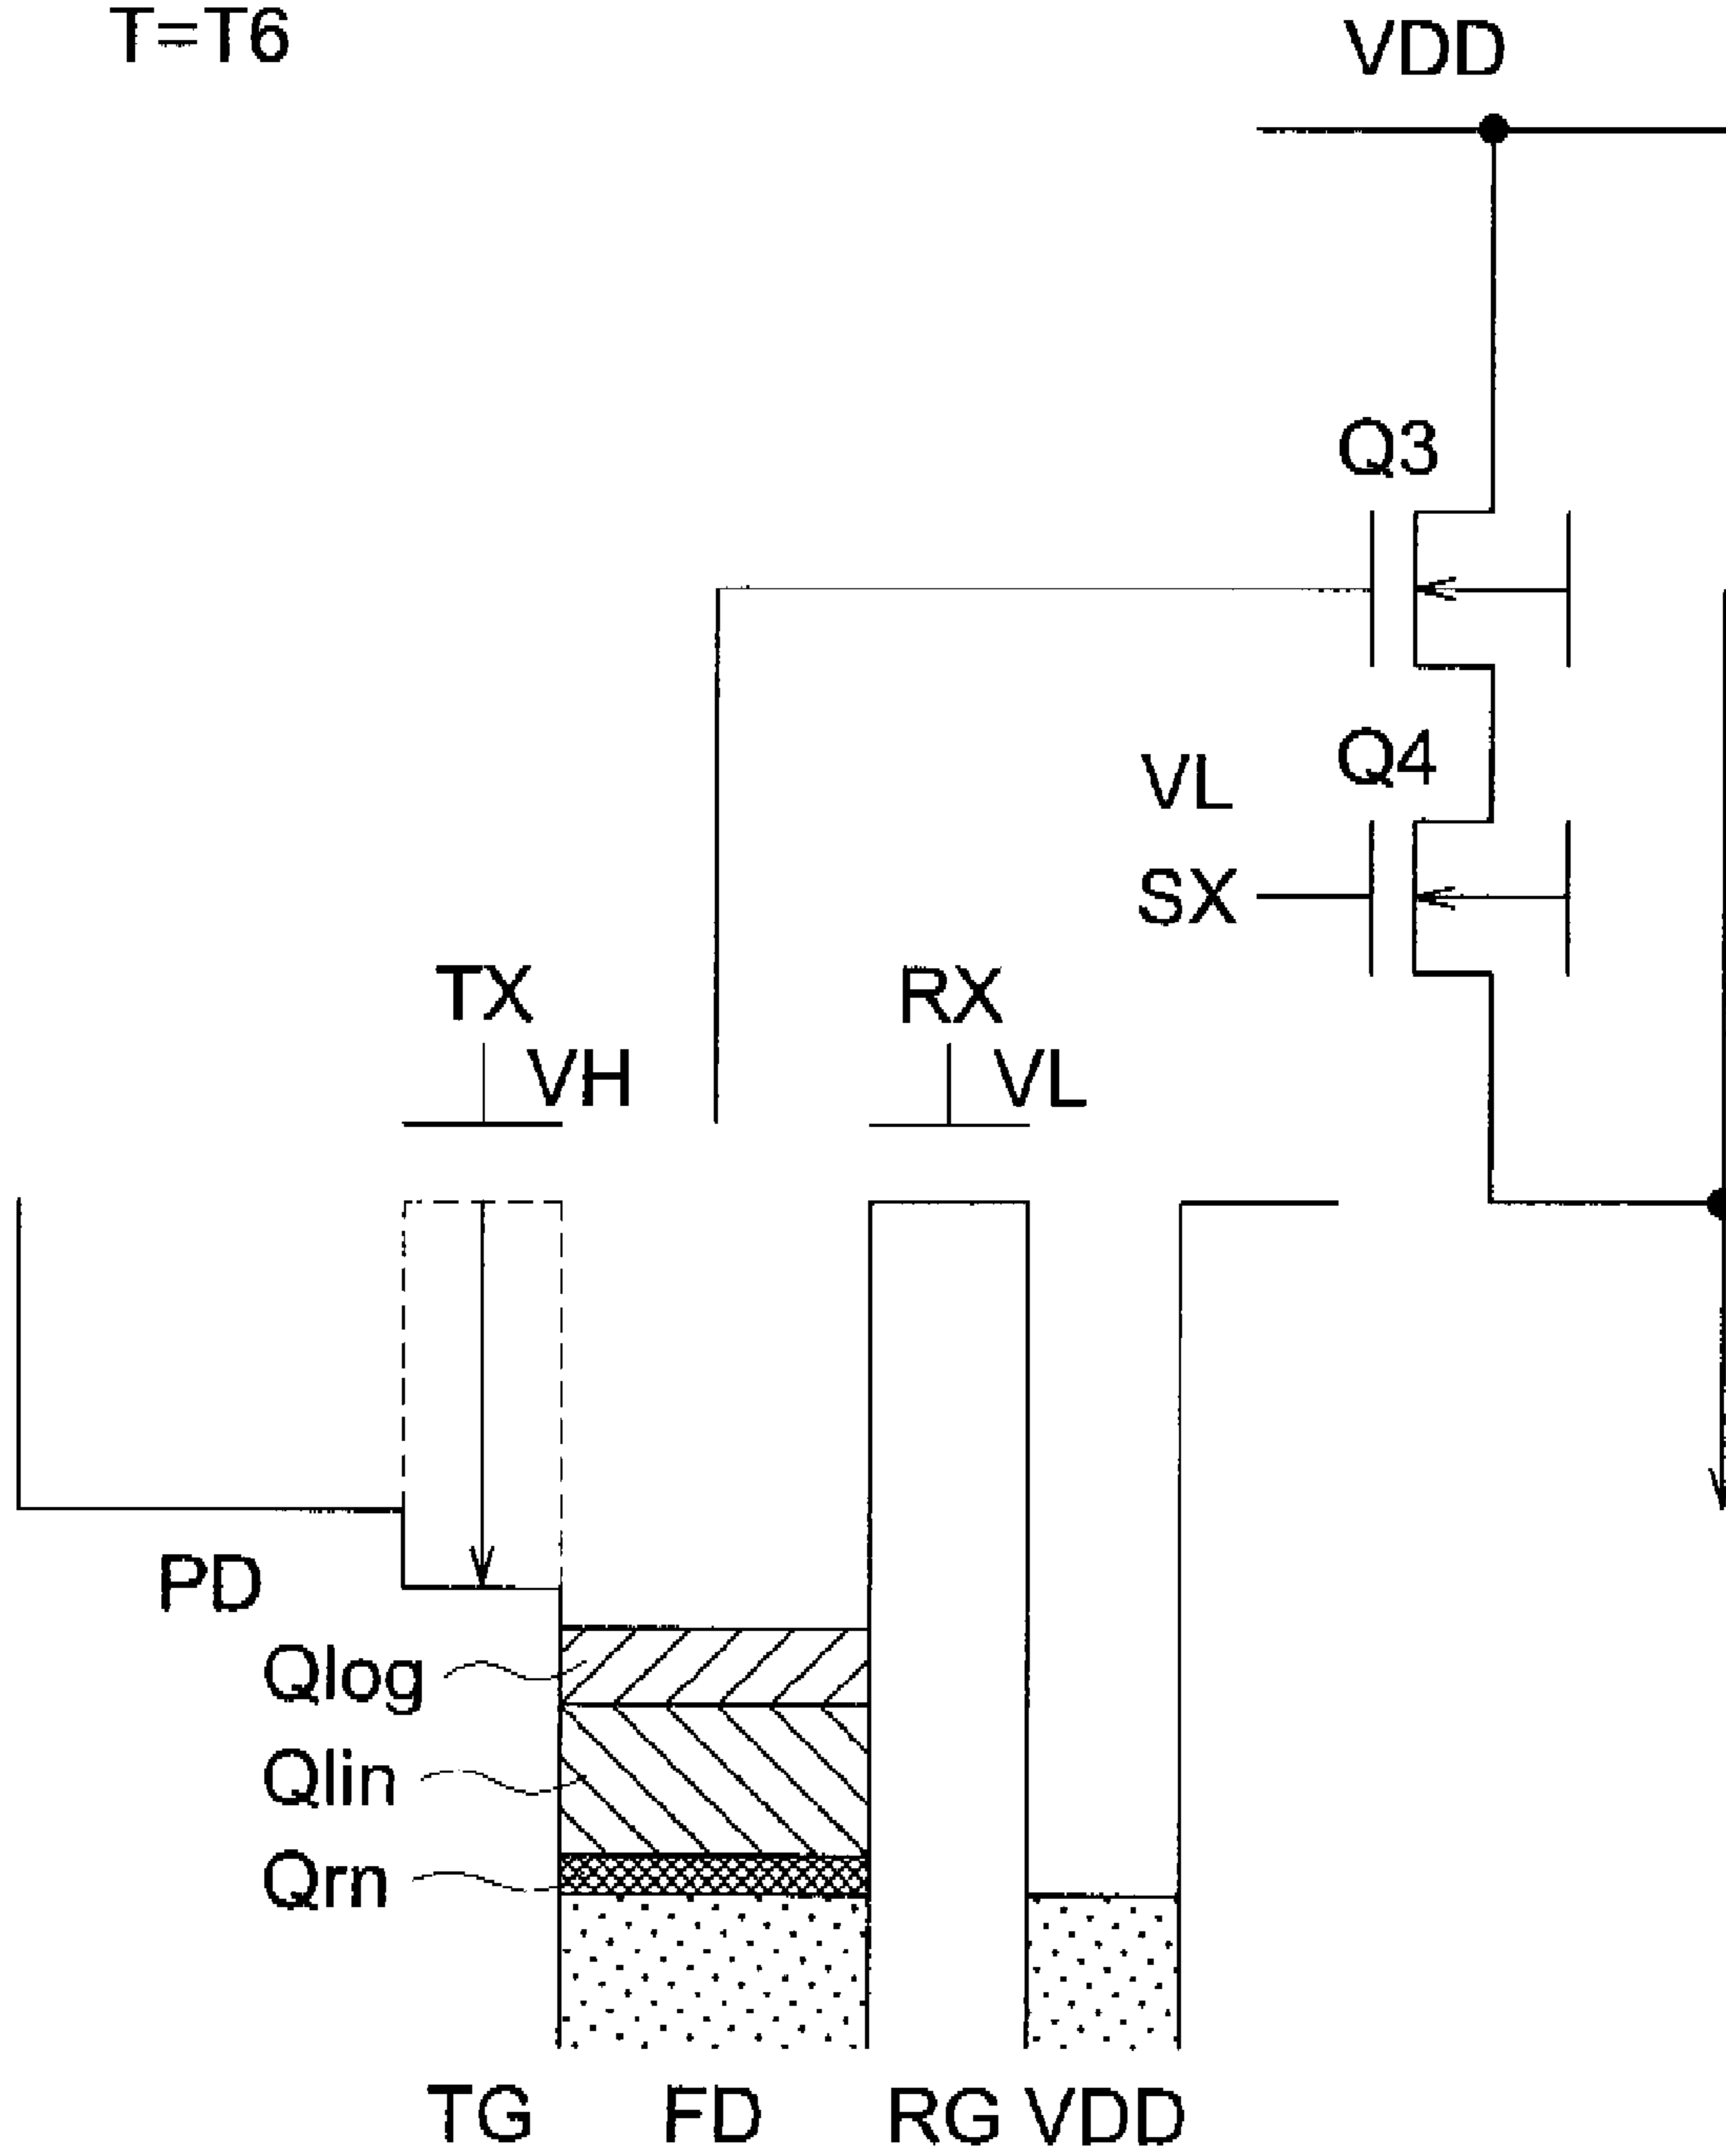 T=T6
VDD
Q3
Q4
VL
SX
TX
RX
VH
VL
PD
Qlog
Qlin
Qrn
TG FD RG VDD